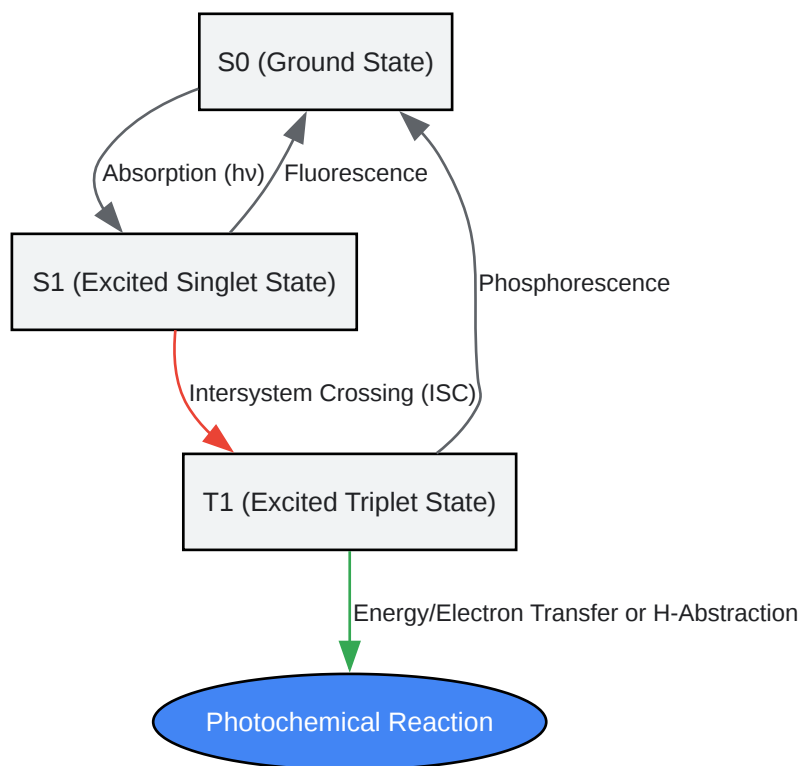 S0 (Ground State)
Absorption (hν)
Fluorescence
S1 (Excited Singlet State)
Phosphorescence
Intersystem Crossing (ISC)
T1 (Excited Triplet State)
Energy/Electron Transfer or H-Abstraction
Photochemical Reaction